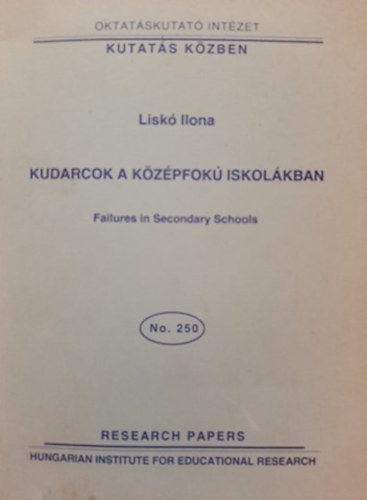 OKTATÁSKUTATÓ INTÉZET
KUTATÁS KÖZBEN
Liskó Ilona
KUDARCOK A KÖZÉPFOKÚ ISKOLÁKBAN
Failures in Secondary Schools
No. 250
RESEARCH PAPERS
HUNGARIAN INSTITUTE FOR EDUCATIONAL RESEARCH